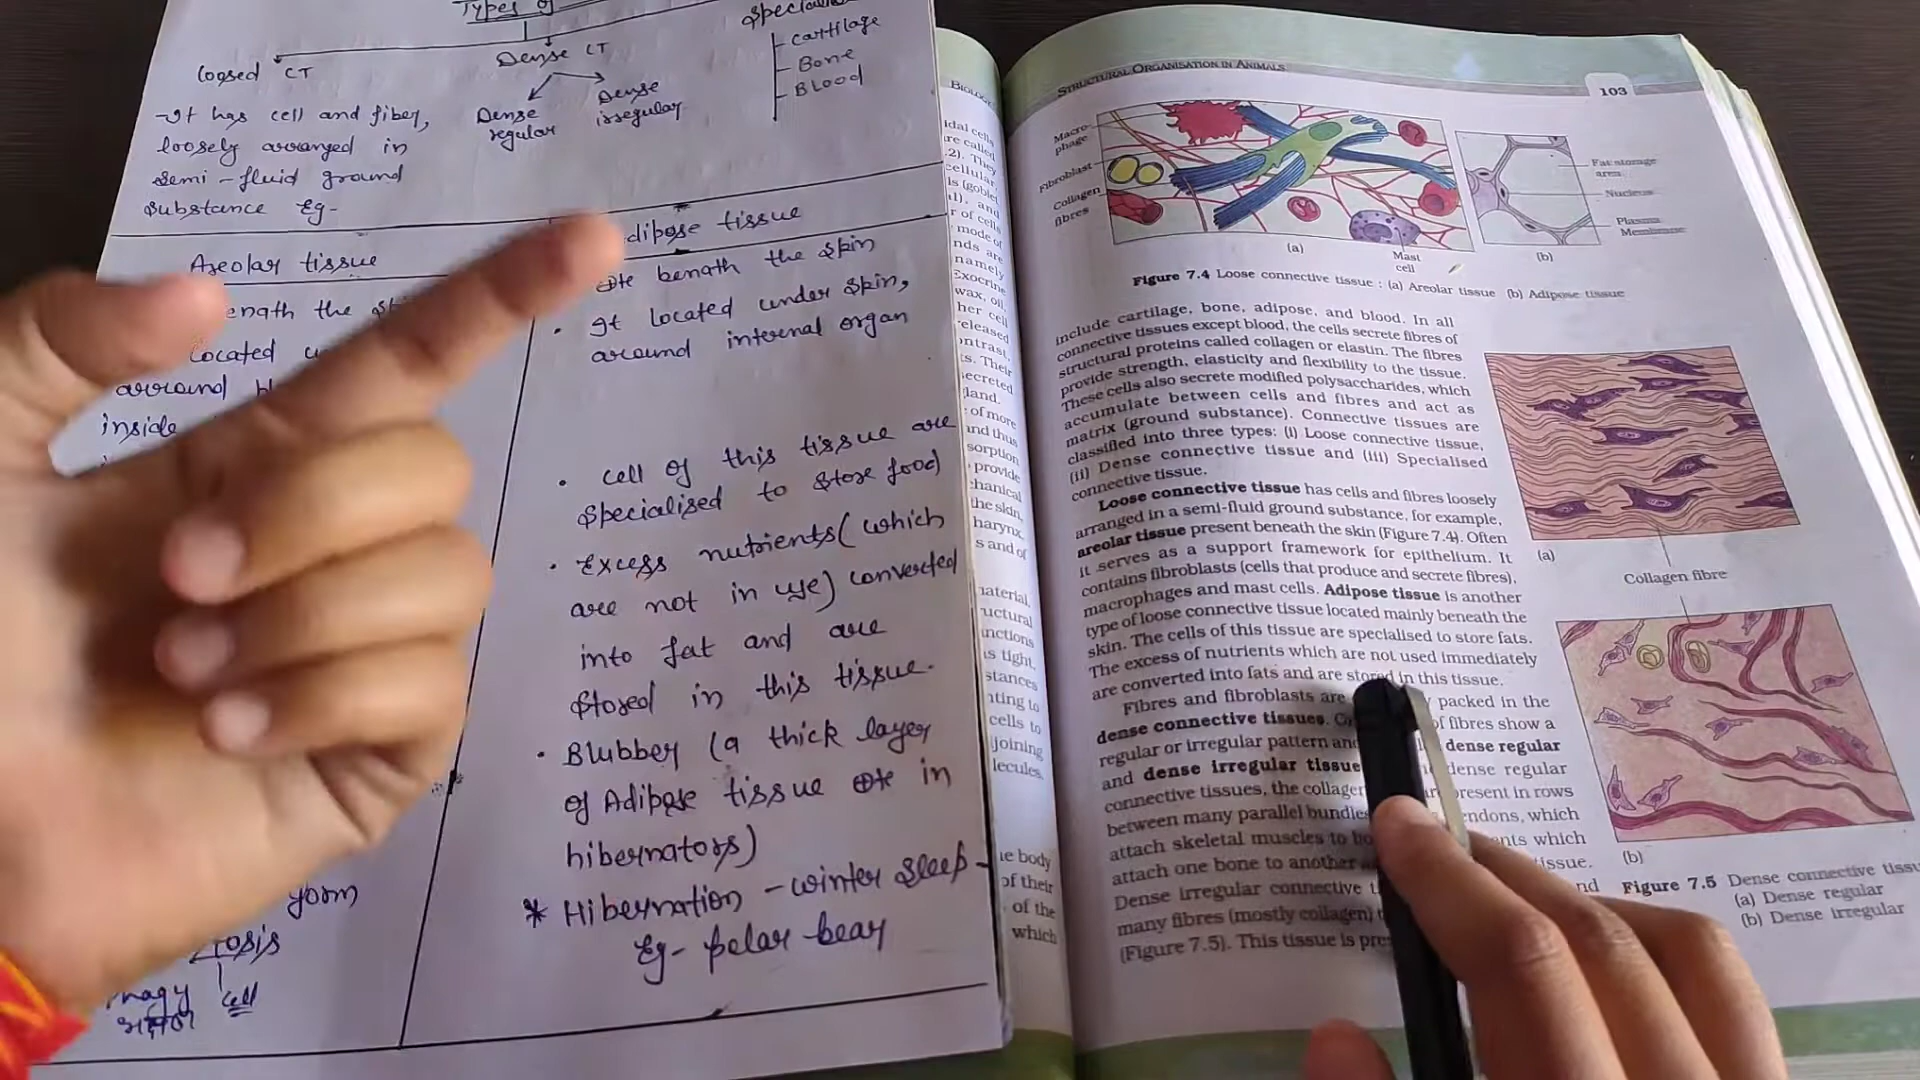 Types of
Loosed CT
Dense CT
Dense
regular
Dense
irregular
Cartilage
Bone
Blood
-It has cell and fiber,
loosely arranged in
semi-fluid ground
substance Eg-
Areolar tissue
arround
inside
yoom
cell
tissue
⊕te benath the skin
It located under skin,
around internal organ
cell of this tissue are
specialised to store food
Excess nutrients (which
are not in use) converted
into fat and are
stored in this tissue.
Blubber (a thick layer
of Adipose tissue ⊕te in
hibernators)
* Hibernation - winter sleep -
Eg- polar bear
STRUCTURAL ORGANISATION IN ANIMALS
103
Macro-
phage
Fibroblast
Collagen
fibres
(a)
Mast
cell
Fat storage
area
Nucleus
Plasma
Membrane
(b)
Figure 7.4 Loose connective tissue : (a) Areolar tissue (b) Adipose tissue
include cartilage, bone, adipose, and blood. In all
connective tissues except blood, the cells secrete fibres of
structural proteins called collagen or elastin. The fibres
provide strength, elasticity and flexibility to the tissue.
These cells also secrete modified polysaccharides, which
accumulate between cells and fibres and act as
matrix (ground substance). Connective tissues are
classified into three types: (i) Loose connective tissue,
(ii) Dense connective tissue and (iii) Specialised
connective tissue.
Loose connective tissue has cells and fibres loosely
arranged in a semi-fluid ground substance, for example,
areolar tissue present beneath the skin (Figure 7.4). Often
it serves as a support framework for epithelium. It
contains fibroblasts (cells that produce and secrete fibres),
macrophages and mast cells. Adipose tissue is another
type of loose connective tissue located mainly beneath the
skin. The cells of this tissue are specialised to store fats.
The excess of nutrients which are not used immediately
are converted into fats and are stored in this tissue.
Fibres and fibroblasts are packed in the
dense connective tissues. of fibres show a
regular or irregular pattern and dense regular
and dense irregular tissue dense regular
connective tissues, the collagen present in rows
between many parallel bundles which
attach skeletal muscles to which
attach one bone to another tissue.
Dense irregular connective
many fibres (mostly collagen)
(Figure 7.5). This tissue is
(a)
Collagen fibre
(b)
Figure 7.5 Dense connective
(a) Dense regular
(b) Dense irregular